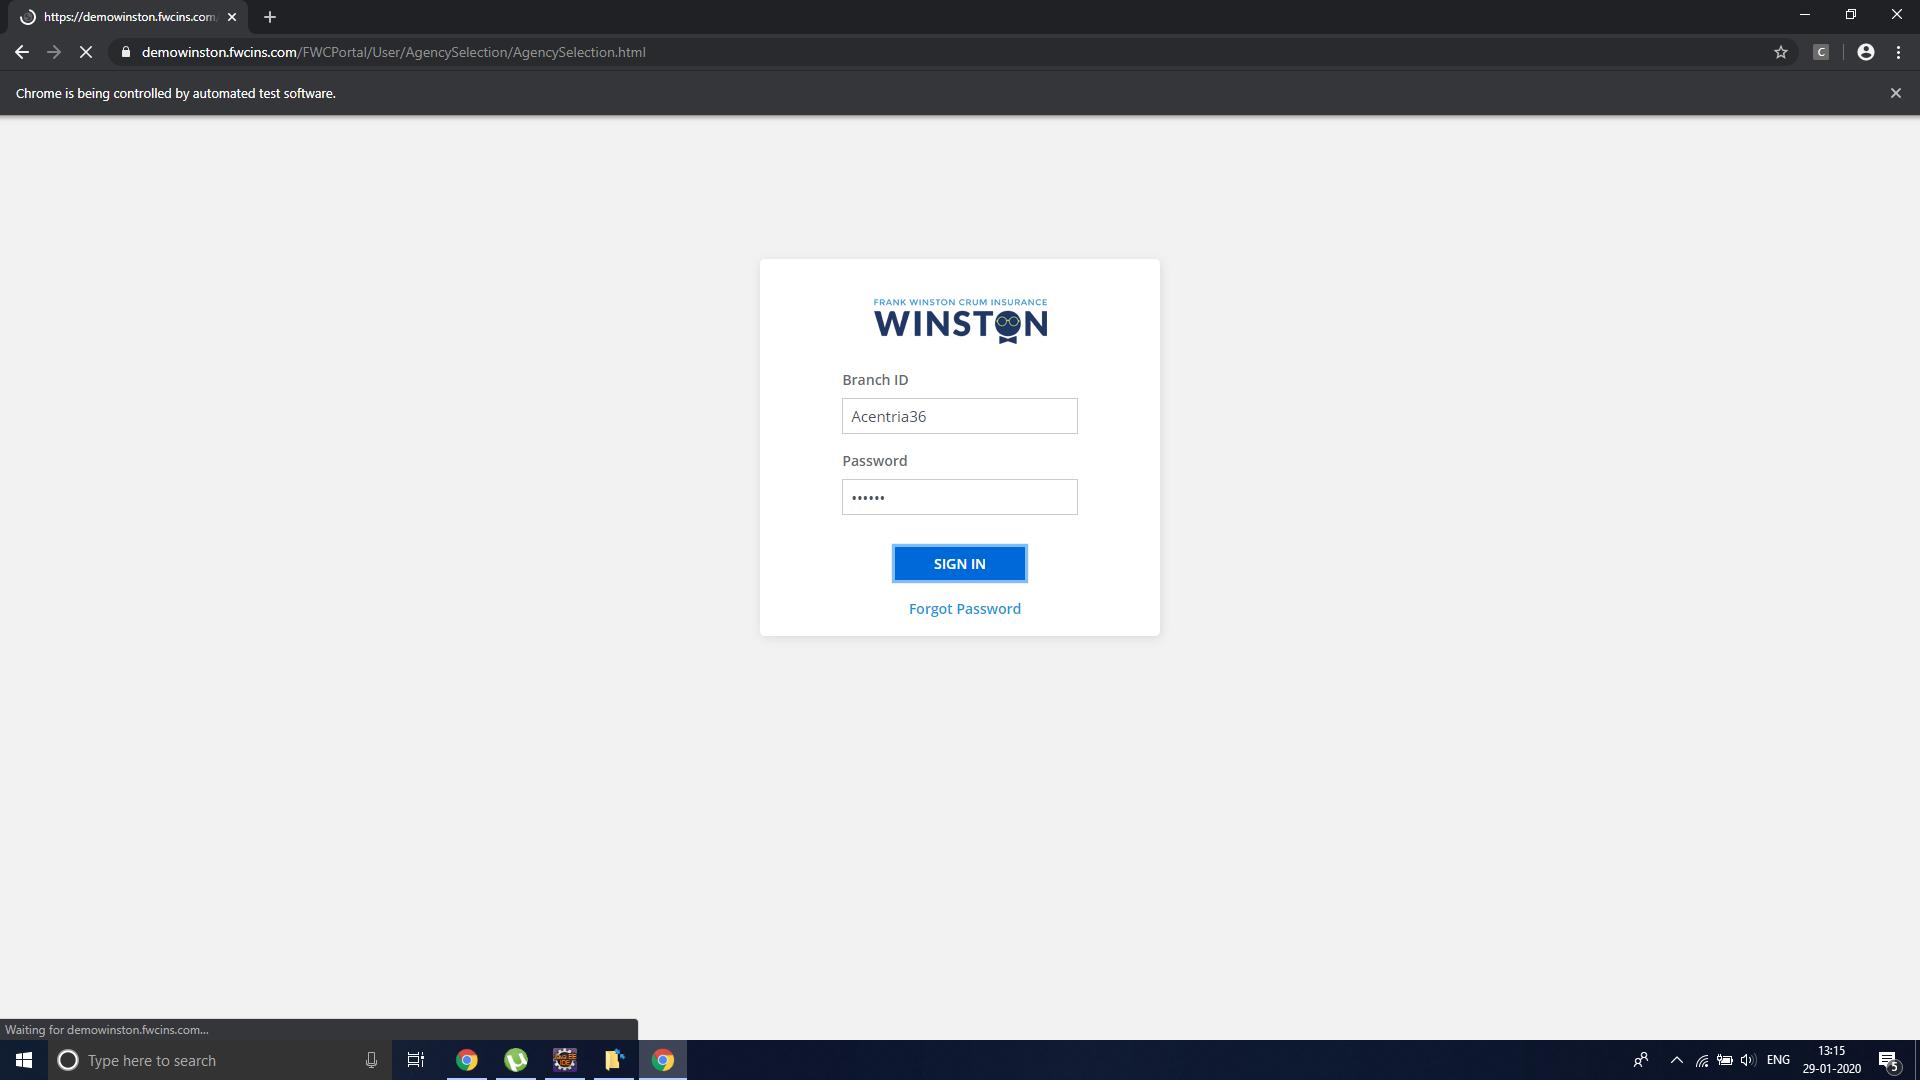 https://demowinston.fwcins.com
demowinston.fwcins.com/FWCPortal/User/AgencySelection/AgencySelection.html
C
Chrome is being controlled by automated test software.
FRANK WINSTON CRUM INSURANCE
WINSTON
Branch ID
Acentria36
Password
••••••
SIGN IN
Forgot Password
Waiting for demowinston.fwcins.com...
Type here to search
ENG
13:15
29-01-2020
5